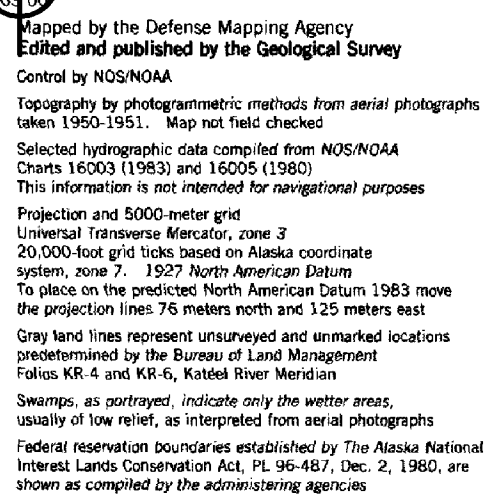 Mapped by the Defense Mapping Agency
Edited and published by the Geological Survey
Control by NOS/NOAA
Topography by photogrammetric methods from aerial photographs
taken 1950-1951. Map not field checked
Selected hydrographic data compiled from NOS/NOAA
Charts 16003 (1983) and 16005 (1980)
This information is not intended for navigational purposes
Projection and 5000-meter grid
Universal Transverse Mercator, zone 3
20,000-foot grid ticks based on Alaska coordinate
system, zone 7. 1927 North American Datum
To place on the predicted North American Datum 1983 move
the projection lines 76 meters north and 125 meters east
Gray land lines represent unsurveyed and unmarked locations
predetermined by the Bureau of Land Management
Folios KR-4 and KR-6, Kateel River Meridian
Swamps, as portrayed, indicate only the wetter areas,
usually of low relief, as interpreted from aerial photographs
Federal reservation boundaries established by The Alaska National
Interest Lands Conservation Act, PL 96-487, Dec. 2, 1980, are
shown as compiled by the administering agencies